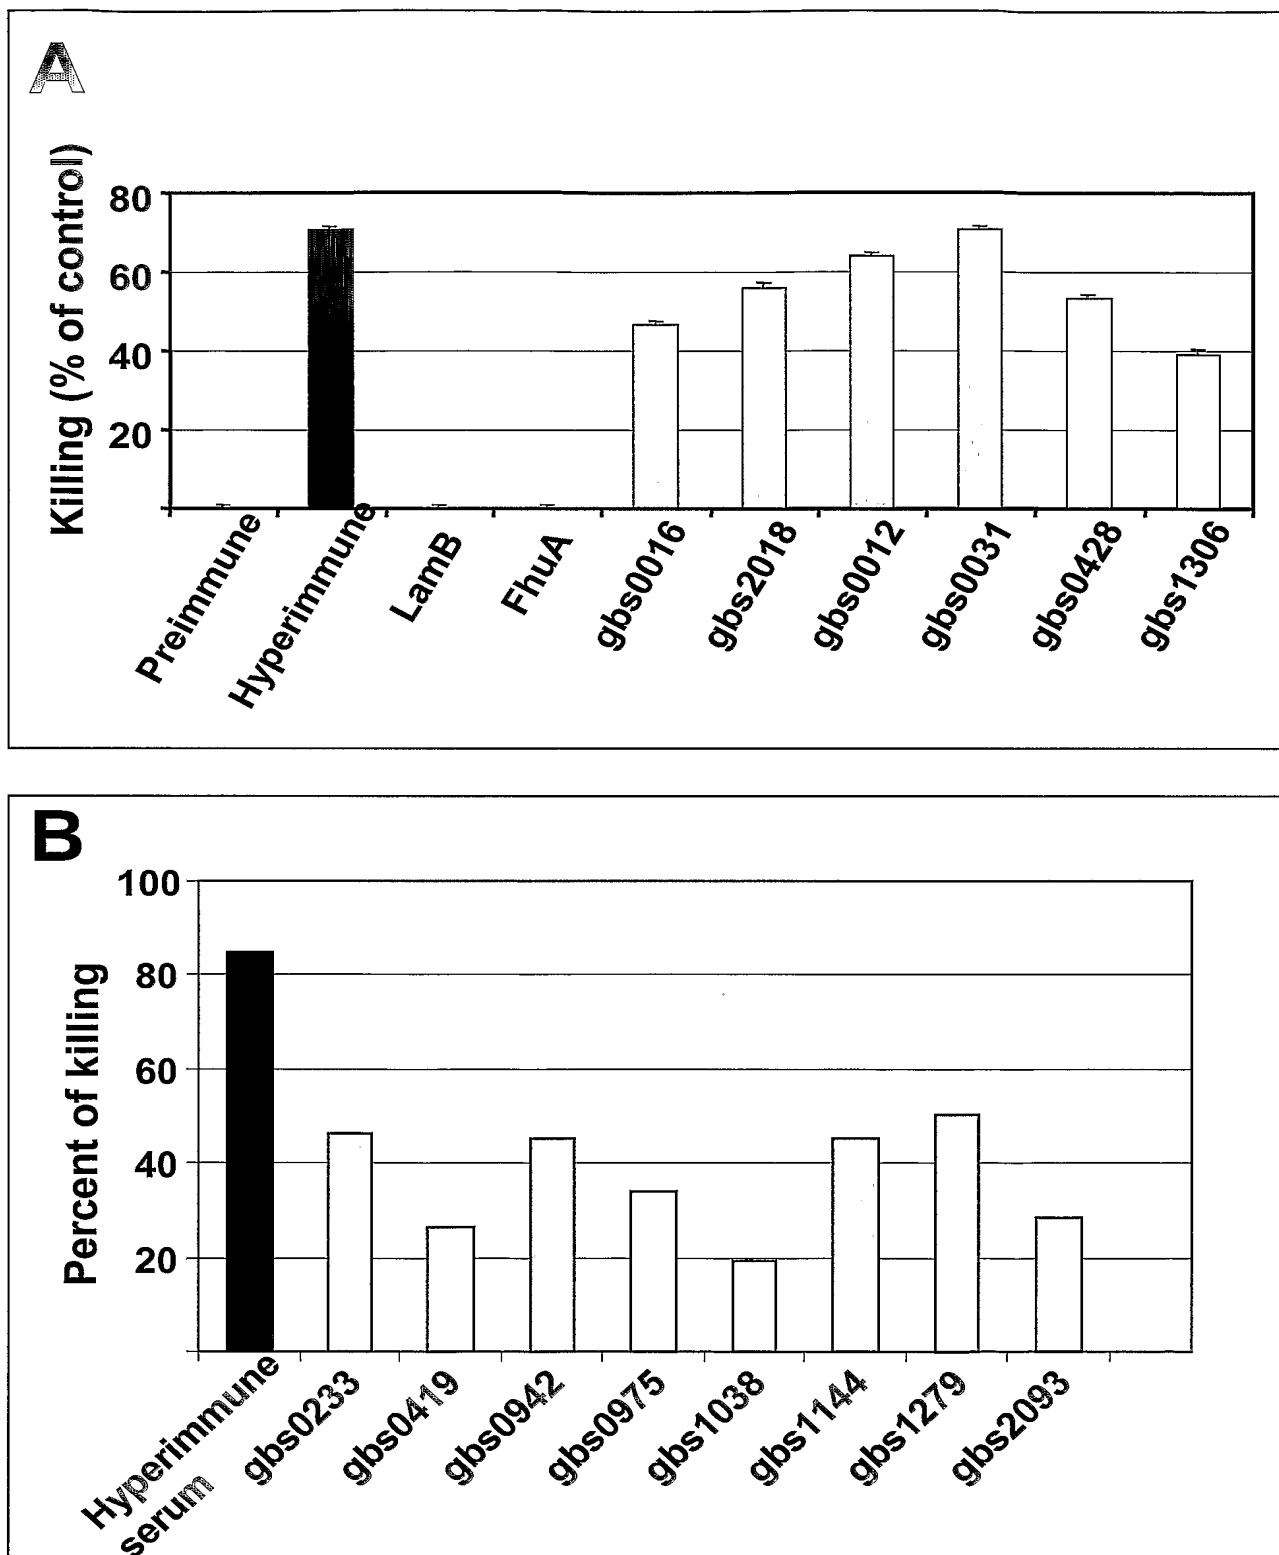 A
Killing (% of control)
80
60
40
20
Preimmune
Hyperimmune
LamB
FhuA
gbs0016
gbs2018
gbs0012
gbs0031
gbs0428
gbs1306
B
Percent of killing
100
80
60
40
20
Hyperimmune
serum
gbs0233
gbs0419
gbs0942
gbs0975
gbs1038
gbs1144
gbs1279
gbs2093